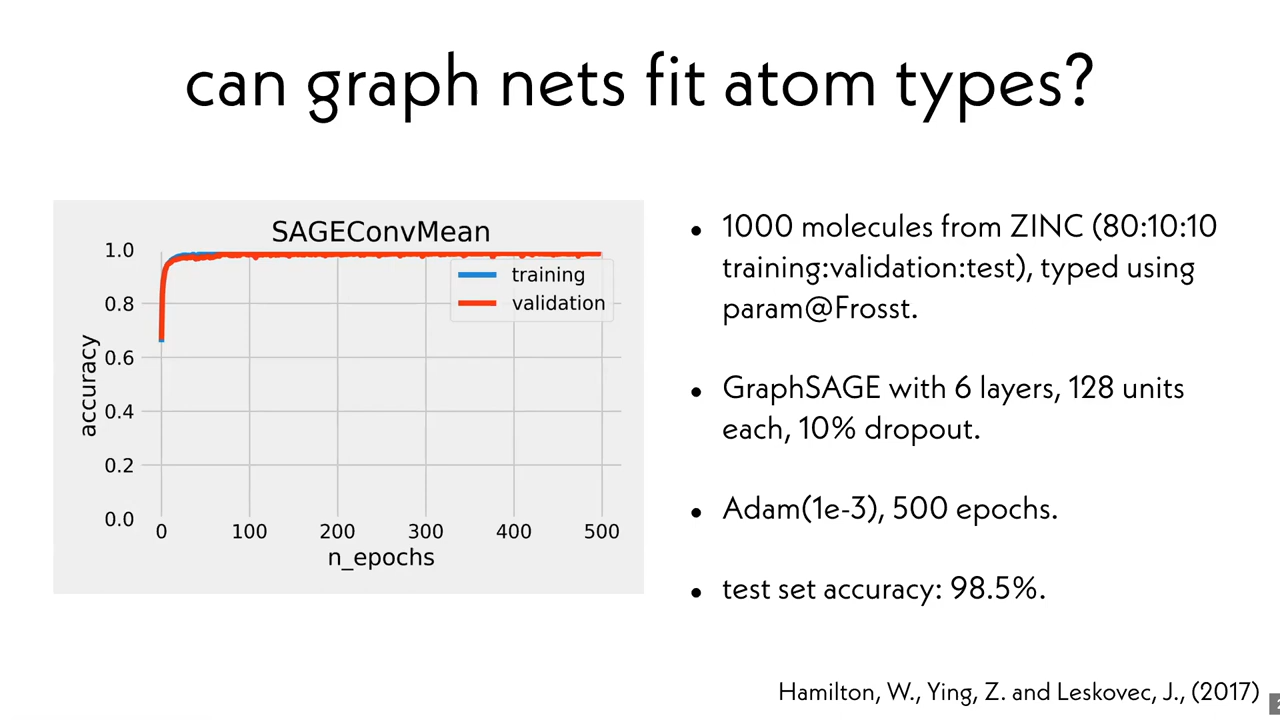 can graph nets fit atom types?
SAGEConvMean
1.0
0.8
0.6
0.4
0.2
0.0
accuracy
training
validation
0 100 200 300 400 500
n_epochs
• 1000 molecules from ZINC (80:10:10
training:validation:test), typed using
param@Frosst.
• GraphSAGE with 6 layers, 128 units
each, 10% dropout.
• Adam(1e-3), 500 epochs.
• test set accuracy: 98.5%.
Hamilton, W., Ying, Z. and Leskovec, J., (2017)